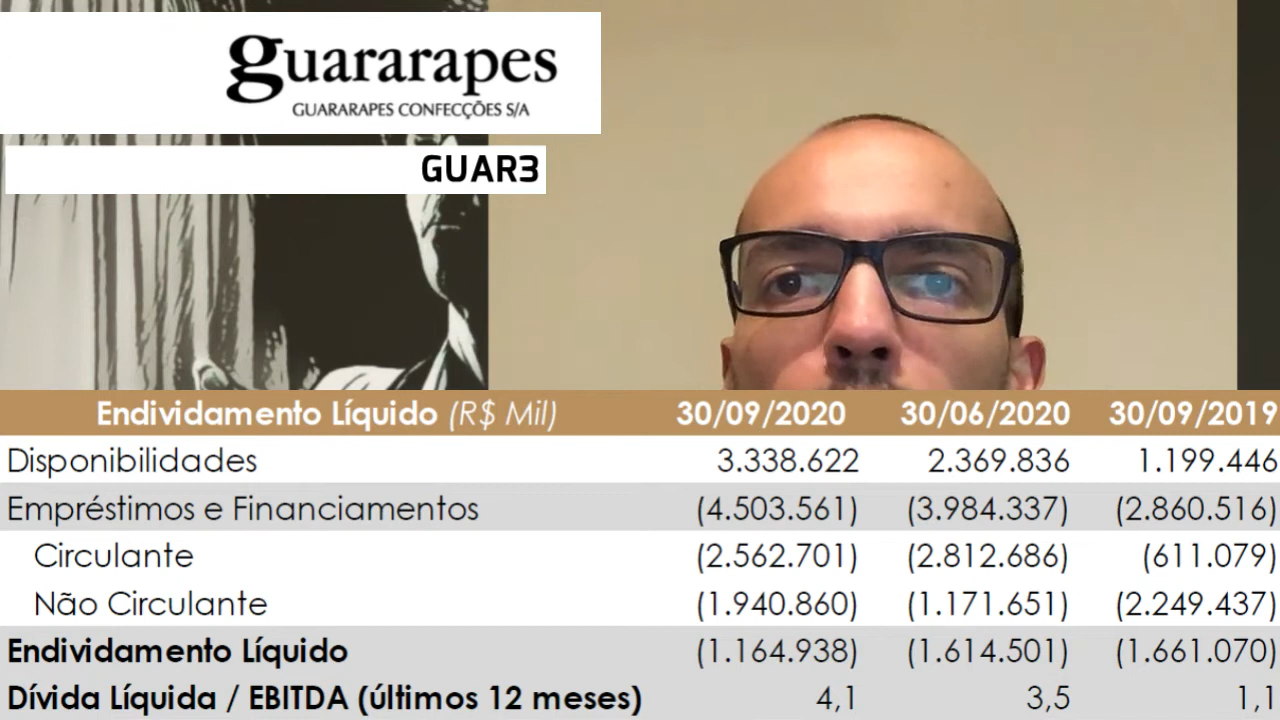 guararapes
GUARARAPES CONFECÇÕES S/A
GUAR3
Endividamento Líquido (R$ Mil) 30/09/2020 30/06/2020 30/09/2019
Disponibilidades 3.338.622 2.369.836 1.199.446
Empréstimos e Financiamentos (4.503.561) (3.984.337) (2.860.516)
Circulante (2.562.701) (2.812.686) (611.079)
Não Circulante (1.940.860) (1.171.651) (2.249.437)
Endividamento Líquido (1.164.938) (1.614.501) (1.661.070)
Dívida Líquida / EBITDA (últimos 12 meses) 4,1 3,5 1,1